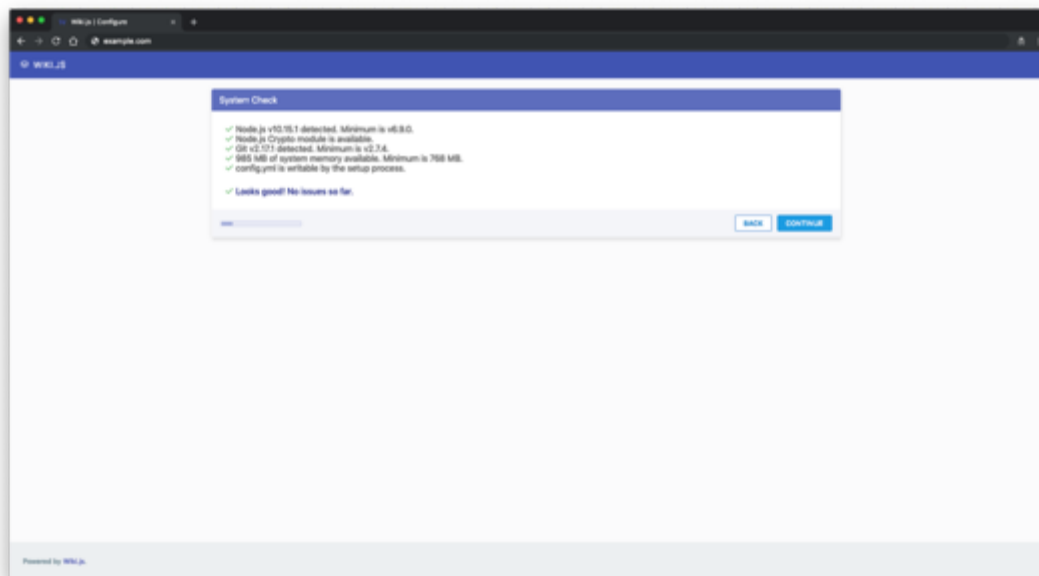 Wiki.js | Configure
example.com
WIKI.JS
System Check
Node.js v10.15.1 detected. Minimum is v6.9.0.
Node.js Crypto module is available.
Git v2.17.1 detected. Minimum is v2.7.4.
985 MB of system memory available. Minimum is 768 MB.
config.yml is writable by the setup process.
Looks good! No issues so far.
BACK CONTINUE
Powered by Wiki.js.